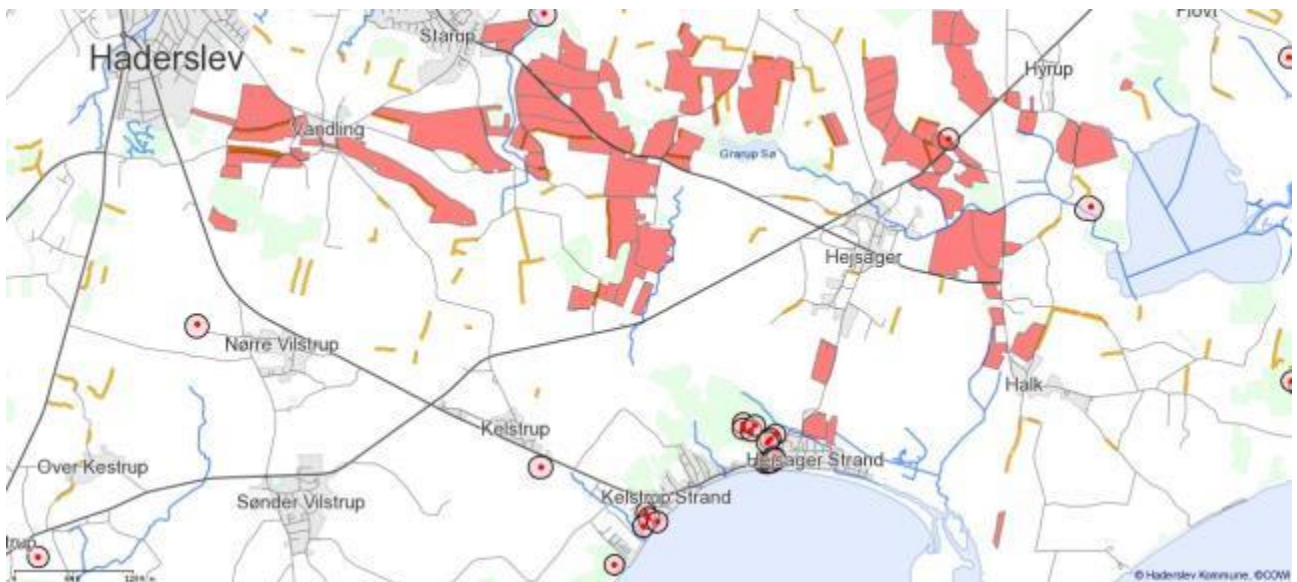 Starup
Haderslev
Hyrup
Vandling
Grarup Sø
Hejsager
Nørre Vilstrup
Halk
Kelstrup
Over Kestrup
Hejsager Strand
Sønder Vilstrup
Kelstrop Strand
© Haderslev Kommune, ©COWI